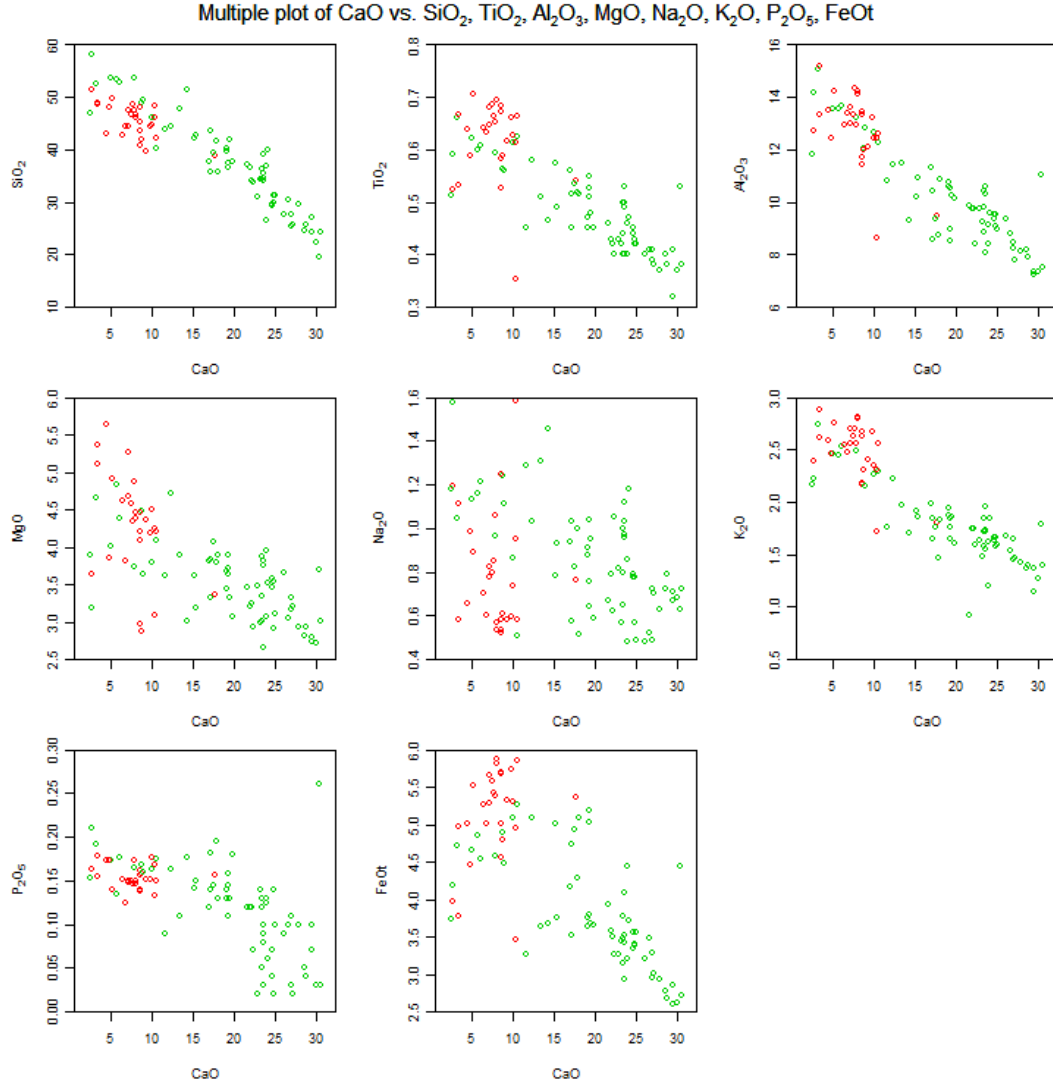 Multiple plot of CaO vs. SiO₂, TiO₂, Al₂O₃, MgO, Na₂O, K₂O, P₂O₅, FeOt
SiO₂
10 20 30 40 50 60
5 10 15 20 25 30
CaO
TiO₂
0.3 0.4 0.5 0.6 0.7 0.8
5 10 15 20 25 30
CaO
Al₂O₃
6 8 10 12 14 16
5 10 15 20 25 30
CaO
MgO
2.5 3.0 3.5 4.0 4.5 5.0 5.5 6.0
5 10 15 20 25 30
CaO
Na₂O
0.4 0.6 0.8 1.0 1.2 1.4 1.6
5 10 15 20 25 30
CaO
K₂O
0.5 1.0 1.5 2.0 2.5 3.0
5 10 15 20 25 30
CaO
P₂O₅
0.00 0.05 0.10 0.15 0.20 0.25 0.30
5 10 15 20 25 30
CaO
FeOt
2.5 3.0 3.5 4.0 4.5 5.0 5.5 6.0
5 10 15 20 25 30
CaO